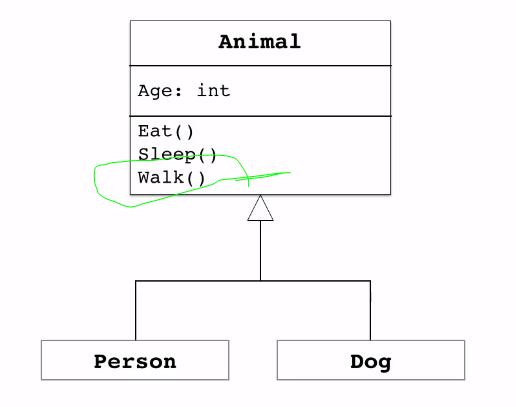 Animal
Age: int
Eat()
Sleep()
Walk()
Person
Dog